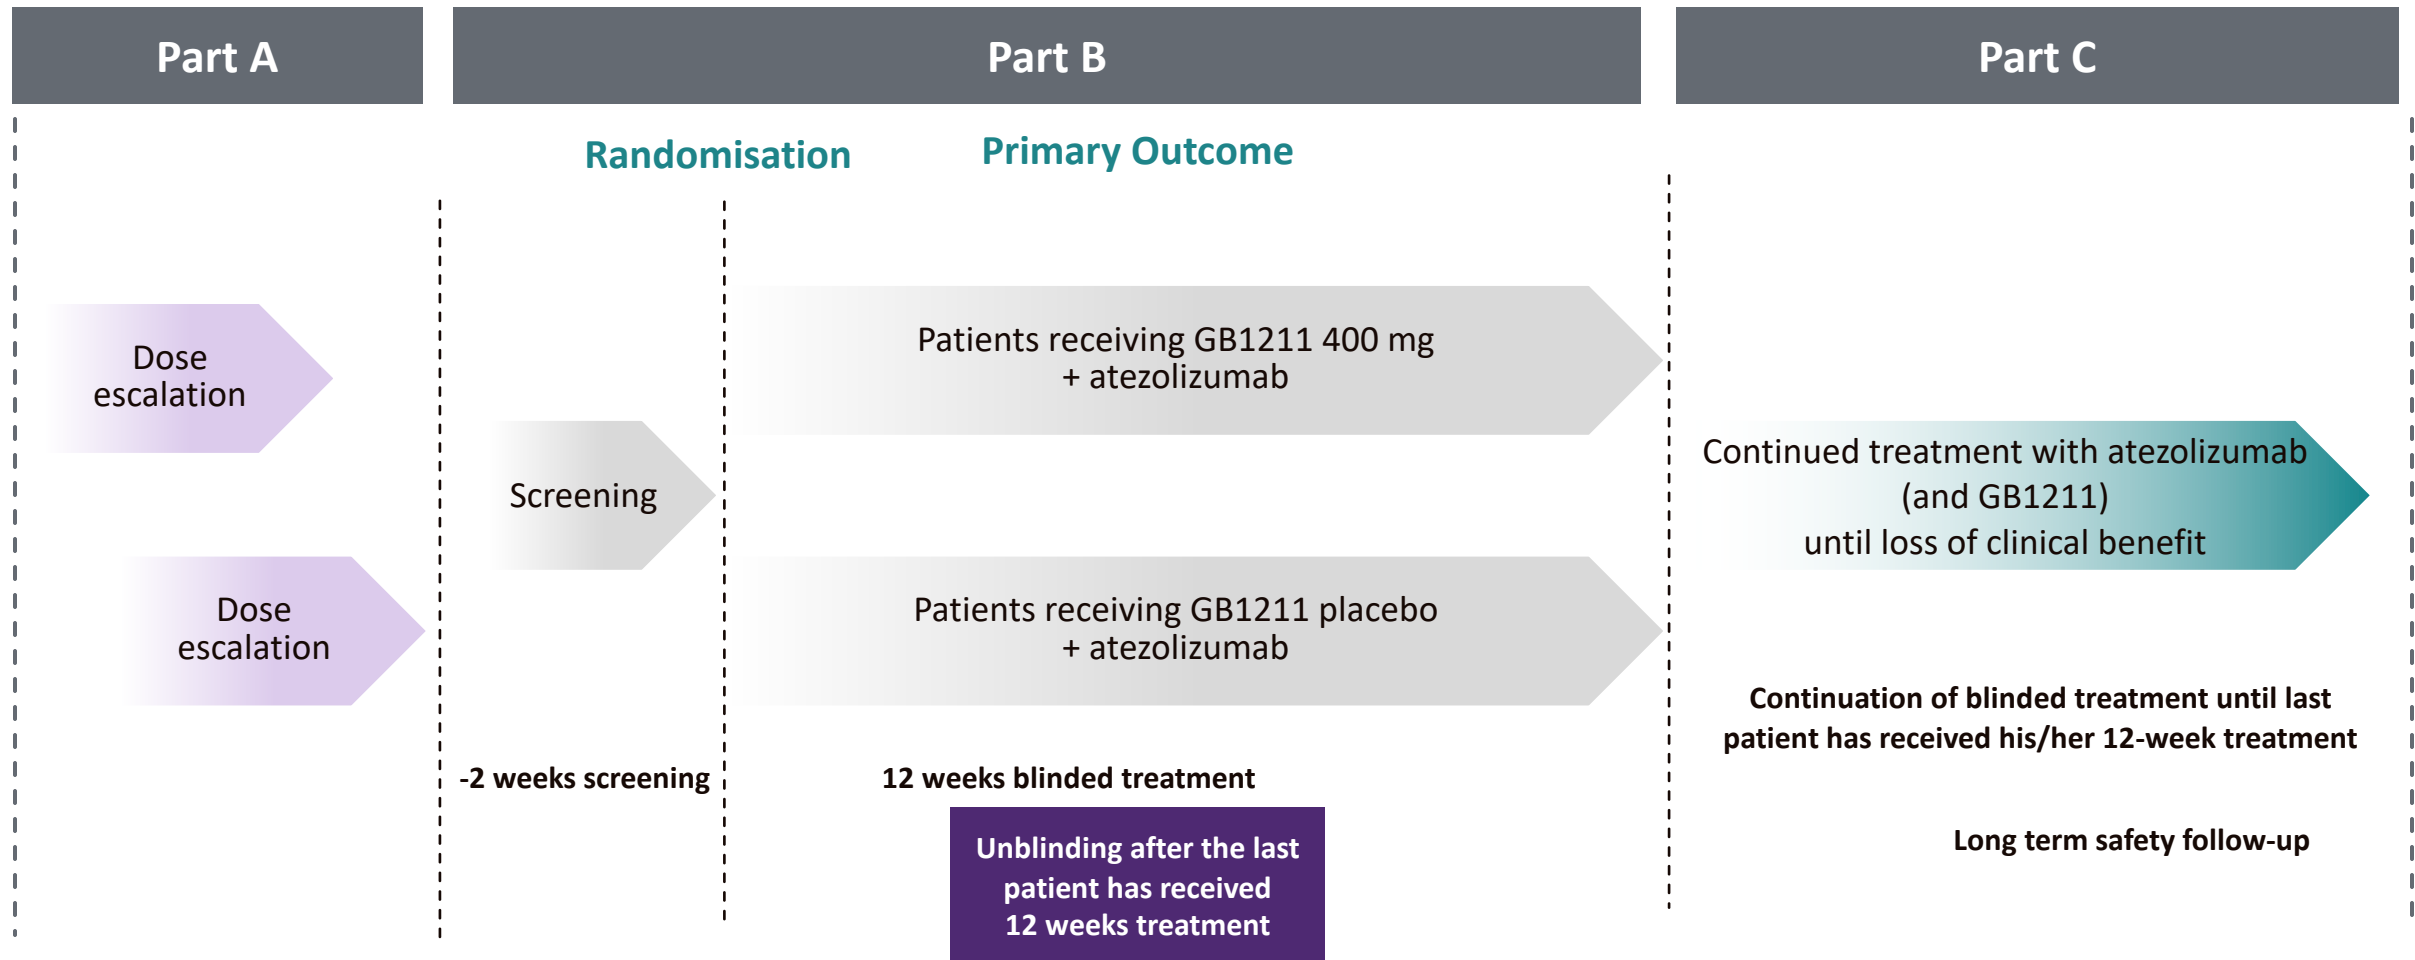 Part A
Part B
Part C
Randomisation
Primary Outcome
Dose
escalation
Dose
escalation
Screening
-2 weeks screening
Patients receiving GB1211 400 mg
+ atezolizumab
Patients receiving GB1211 placebo
+ atezolizumab
12 weeks blinded treatment
Unblinding after the last
patient has received
12 weeks treatment
Continued treatment with atezolizumab
(and GB1211)
until loss of clinical benefit
Continuation of blinded treatment until last
patient has received his/her 12-week treatment
Long term safety follow-up